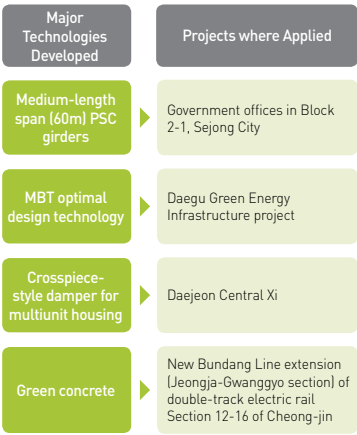 Major
Technologies
Developed
Projects where Applied
Medium-length
span (60m) PSC
girders
Government offices in Block
2-1, Sejong City
MBT optimal
design technology
Daegu Green Energy
Infrastructure project
Crosspiece-
style damper for
multiunit housing
Daejeon Central Xi
Green concrete
New Bundang Line extension
(Jeongja-Gwanggyo section) of
double-track electric rail
Section 12-16 of Cheong-jin